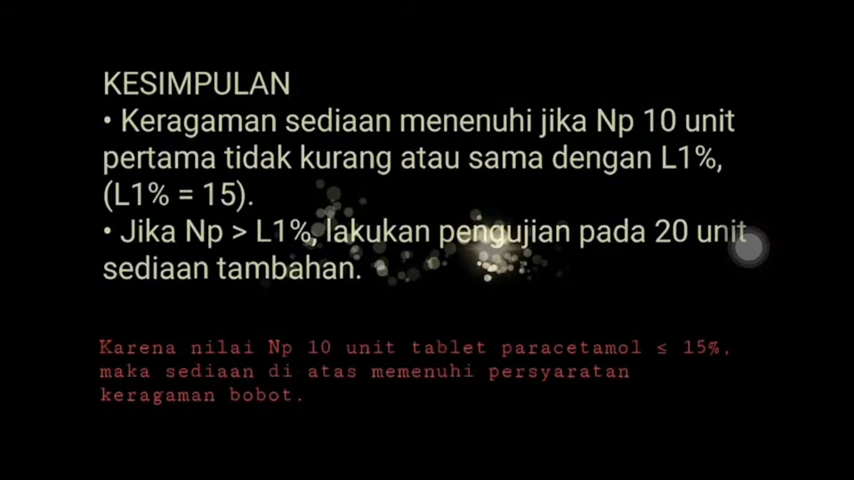 KESIMPULAN
• Keragaman sediaan menenuhi jika Np 10 unit
pertama tidak kurang atau sama dengan L1%,
(L1% = 15).
• Jika Np > L1%, lakukan pengujian pada 20 unit
sediaan tambahan.
Karena nilai Np 10 unit tablet paracetamol ≤ 15%,
maka sediaan di atas memenuhi persyaratan
keragaman bobot.